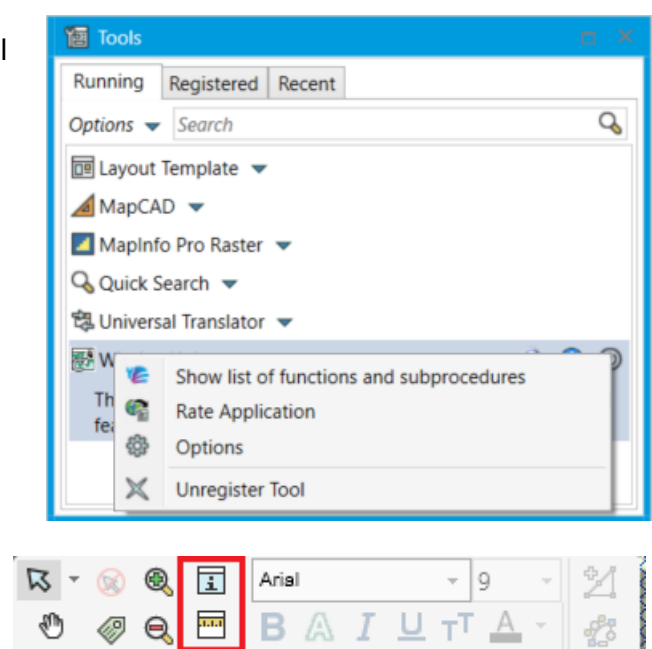 Tools
Running Registered Recent
Options Search
Layout Template
MapCAD
MapInfo Pro Raster
Quick Search
Universal Translator
Show list of functions and subprocedures
Rate Application
Options
Unregister Tool
Arial 9
B A I U TT A